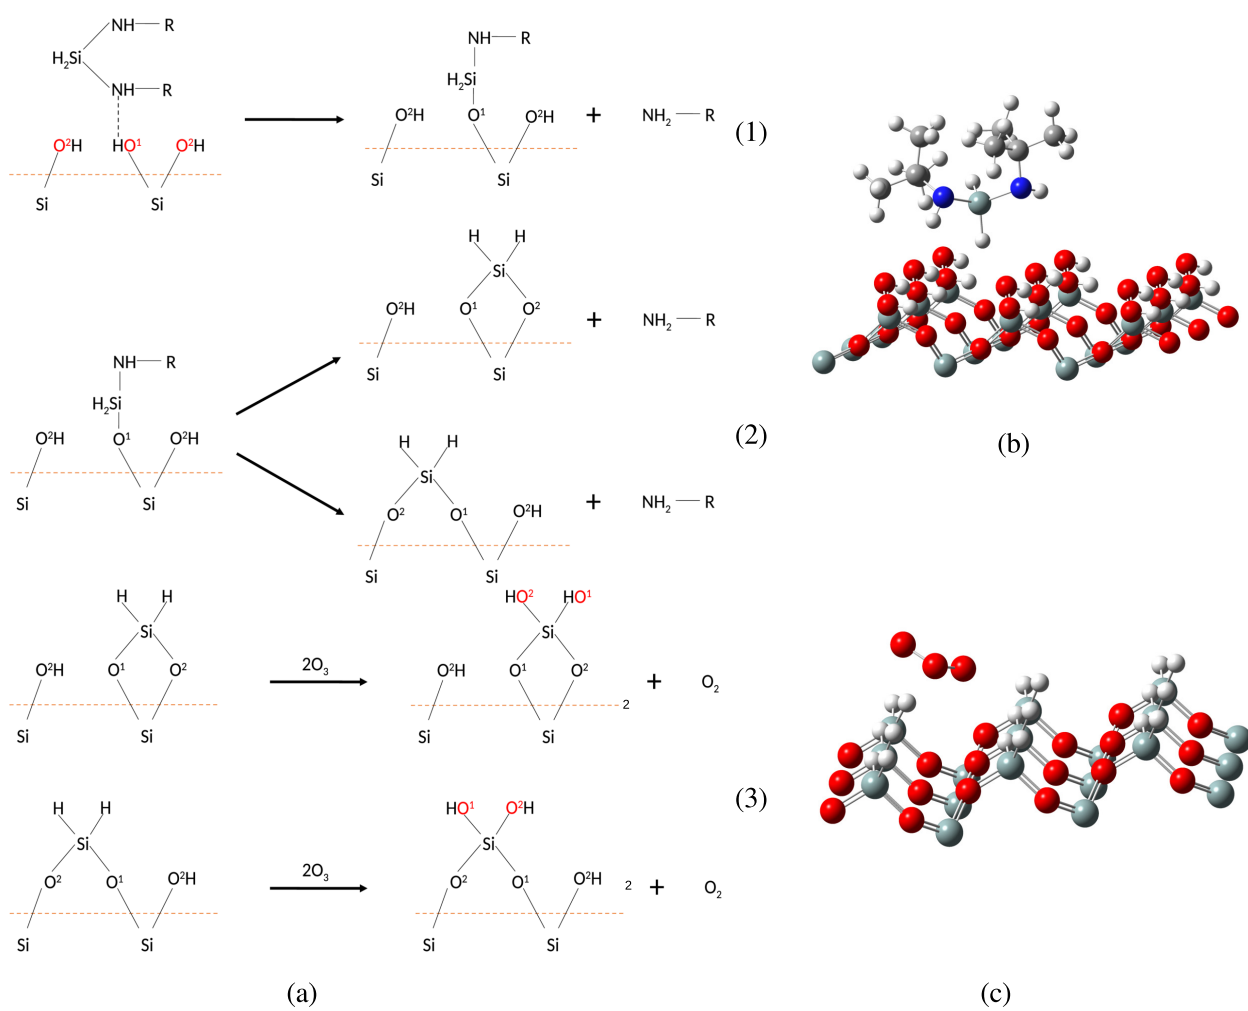 NH R
H₂Si
NH R
O²H HO¹ O²H
Si Si
NH R
H₂Si
O²H O¹ O²H
Si Si
+ NH₂ R
(1)
H H
Si
O²H O¹ O²
Si Si
+ NH₂ R
NH R
H₂Si
O²H O¹ O²H
Si Si
(2)
H H
Si
O² O¹ O²H
Si Si
+ NH₂ R
H H
Si
O²H O¹ O²
Si Si
2O₃
HO² HO¹
Si
O²H O¹ O²
Si Si
2 + O₂
(3)
H H
Si
O² O¹ O²H
Si Si
2O₃
HO¹ O²H
Si
O² O¹ O²H
Si Si
2 + O₂
(a)
(b)
(c)